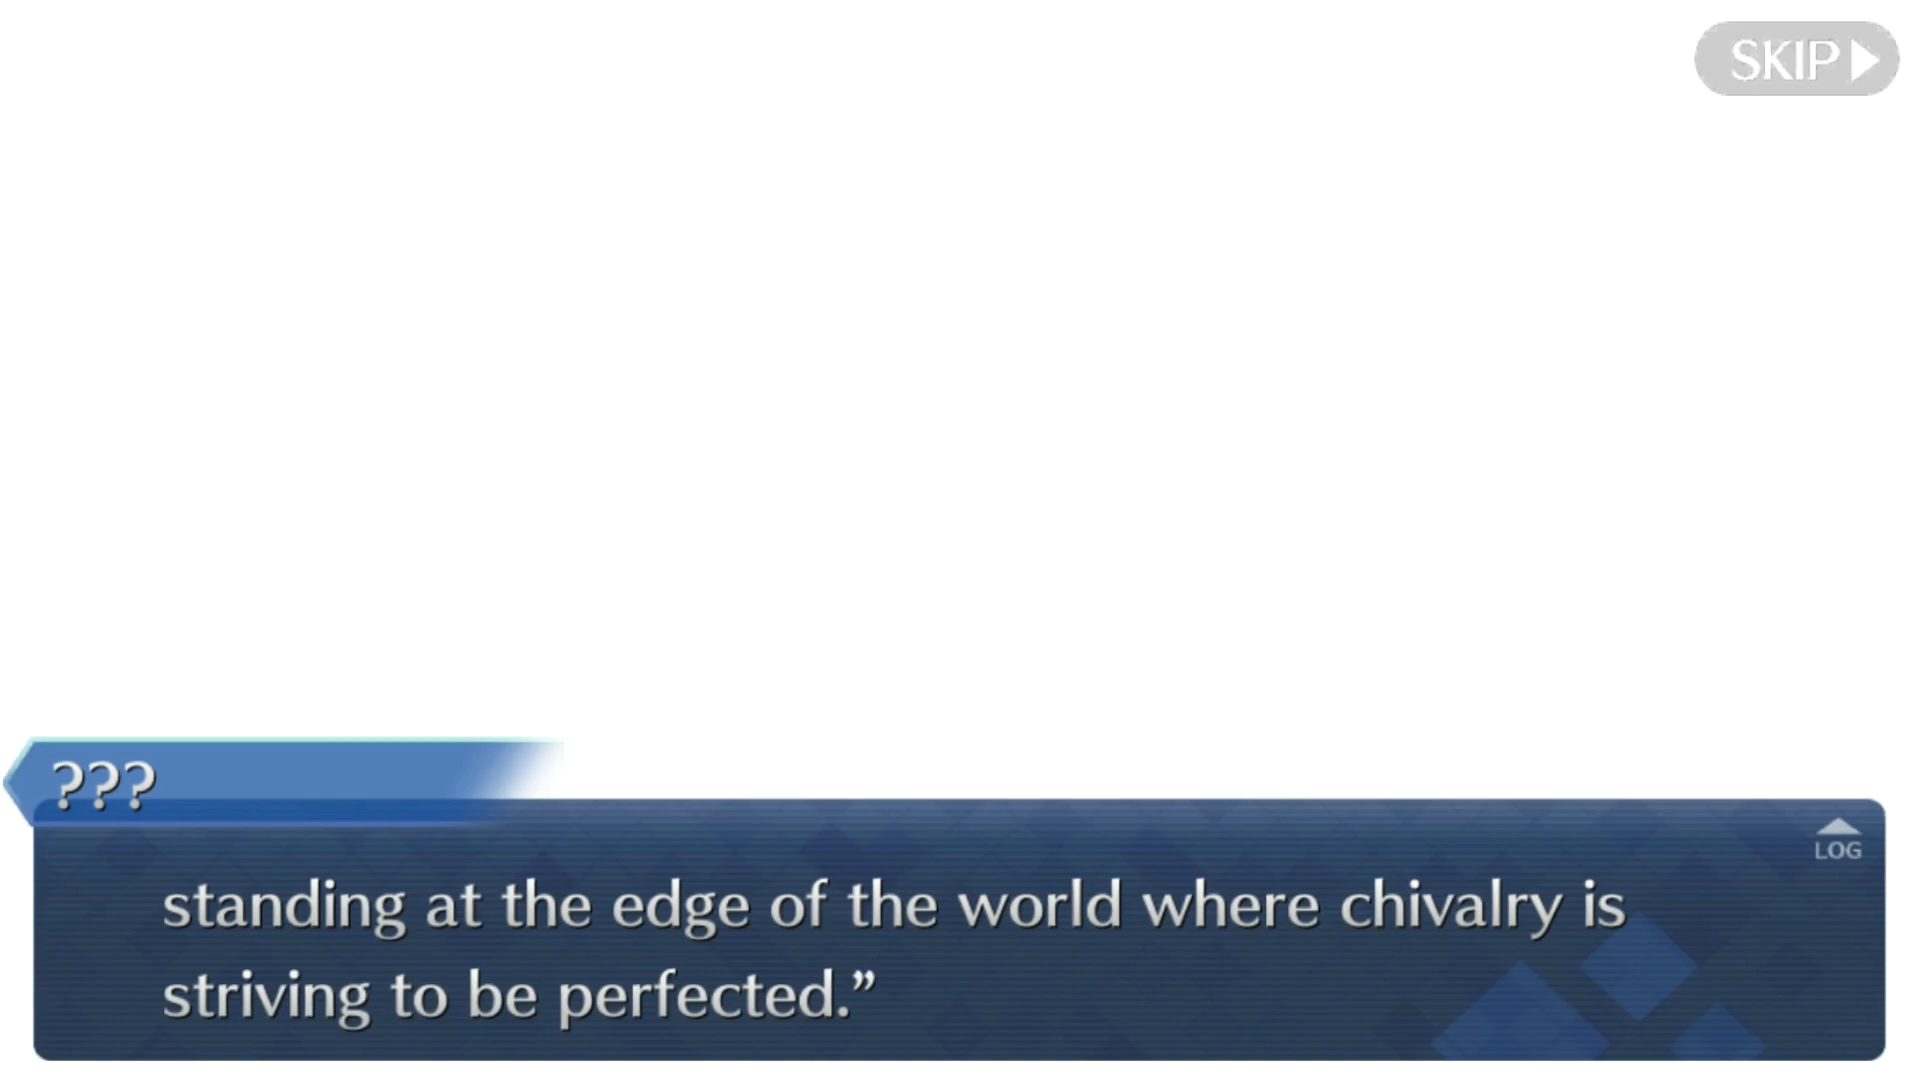 SKIP
???
LOG
standing at the edge of the world where chivalry is
striving to be perfected.”